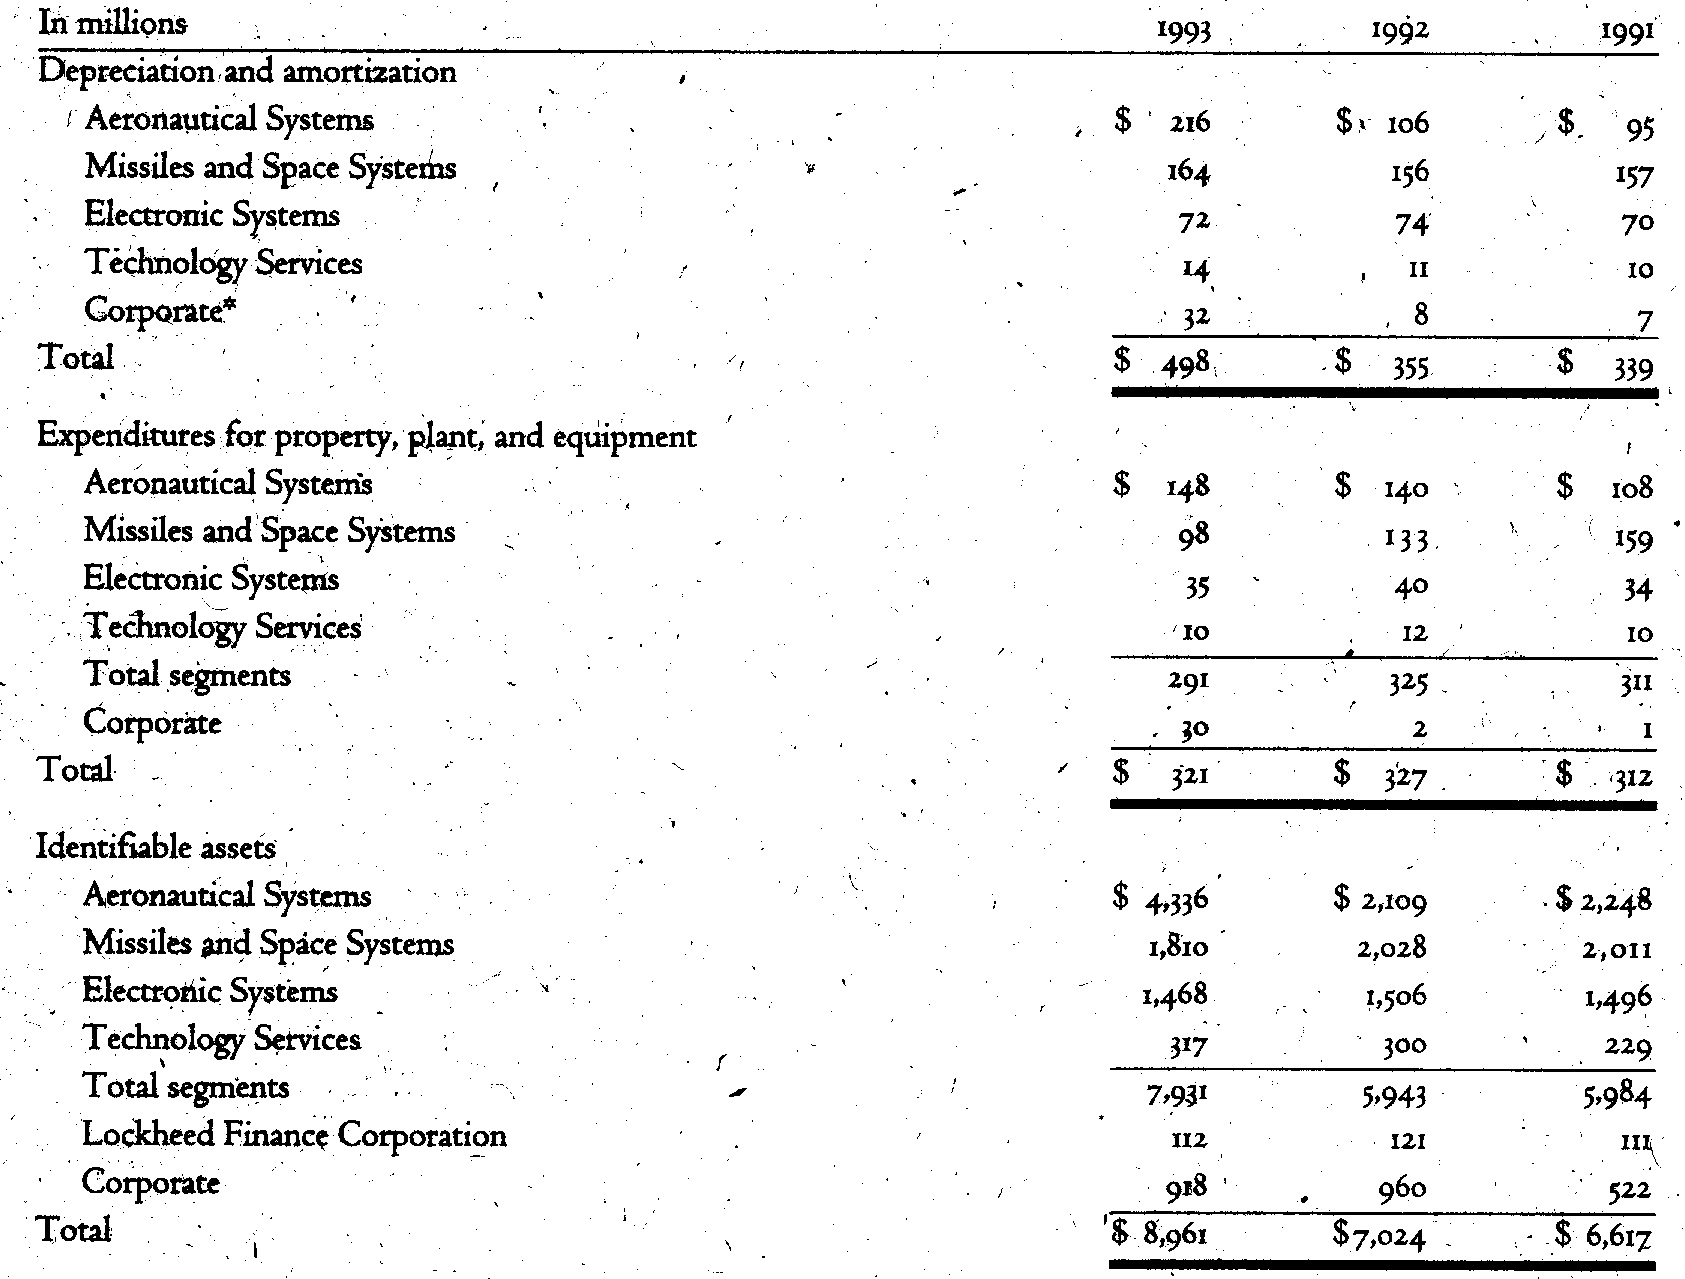 In millions 1993 1992 1991
Depreciation and amortization
Aeronautical Systems $ 216 $ 106 $ 95
Missiles and Space Systems 164 156 157
Electronic Systems 72 74 70
Technology Services 14 11 10
Corporate* 32 8 7
Total $ 498 $ 355 $ 339
Expenditures for property, plant, and equipment
Aeronautical Systems $ 148 $ 140 $ 108
Missiles and Space Systems 98 133 159
Electronic Systems 35 40 34
Technology Services 10 12 10
Total segments 291 325 311
Corporate 30 2 1
Total $ 321 $ 327 $ 312
Identifiable assets
Aeronautical Systems $ 4,336 $ 2,109 $ 2,248
Missiles and Space Systems 1,810 2,028 2,011
Electronic Systems 1,468 1,506 1,496
Technology Services 317 300 229
Total segments 7,931 5,943 5,984
Lockheed Finance Corporation 112 121 111
Corporate 918 960 522
Total $ 8,961 $7,024 $ 6,617